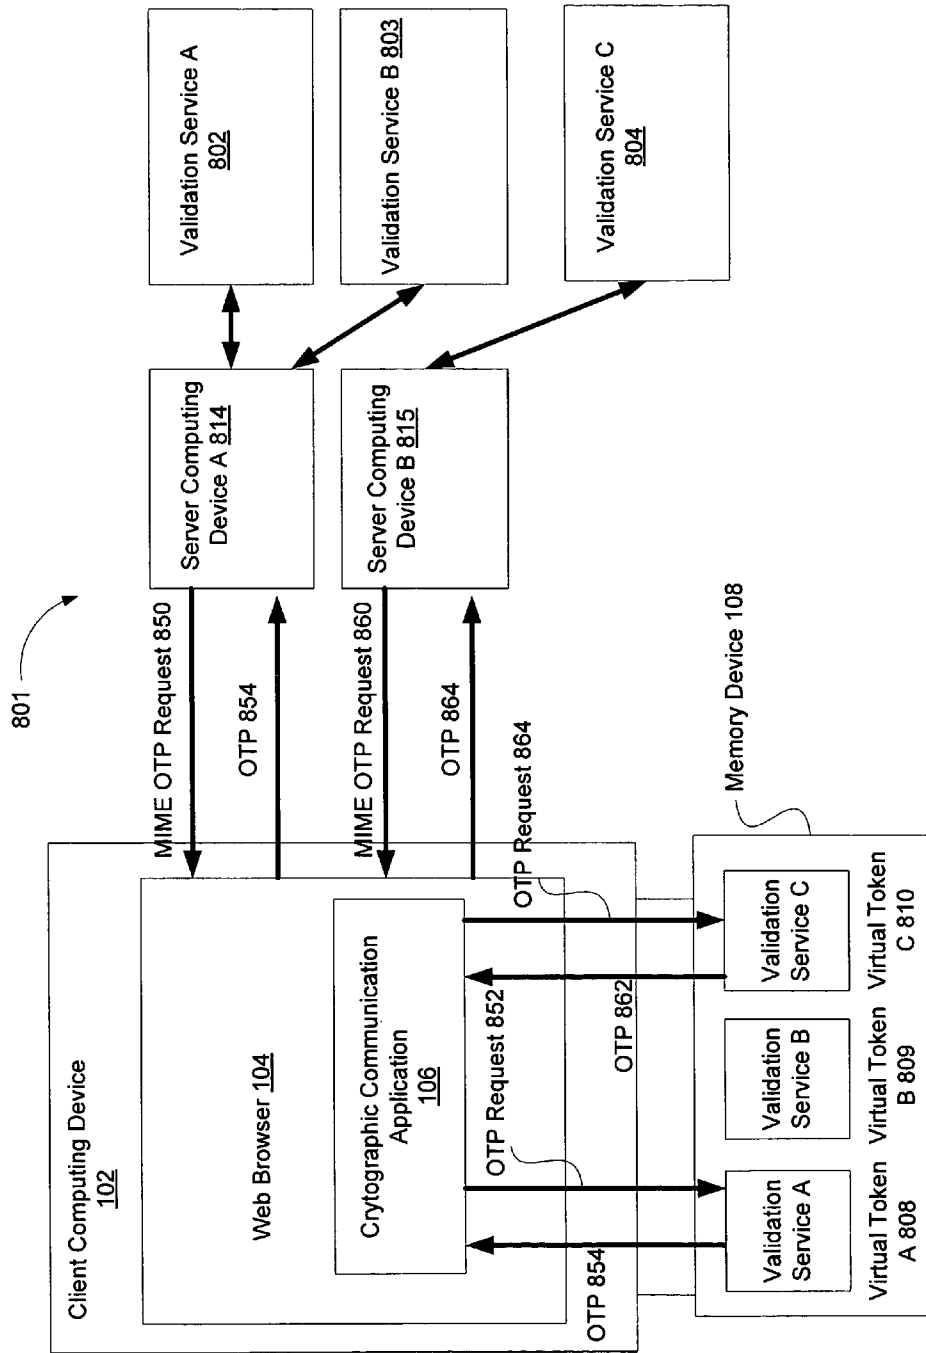 801
Client Computing Device
102
Web Browser 104
Crytographic Communication
Application
106
MIME OTP Request 850
OTP 854
MIME OTP Request 860
OTP 864
Server Computing
Device A 814
Server Computing
Device B 815
Validation Service A
802
Validation Service B 803
Validation Service C
804
OTP Request 864
OTP Request 852
OTP 862
OTP 854
Memory Device 108
Validation
Service A
Virtual Token
A 808
Validation
Service B
Virtual Token
B 809
Validation
Service C
Virtual Token
C 810